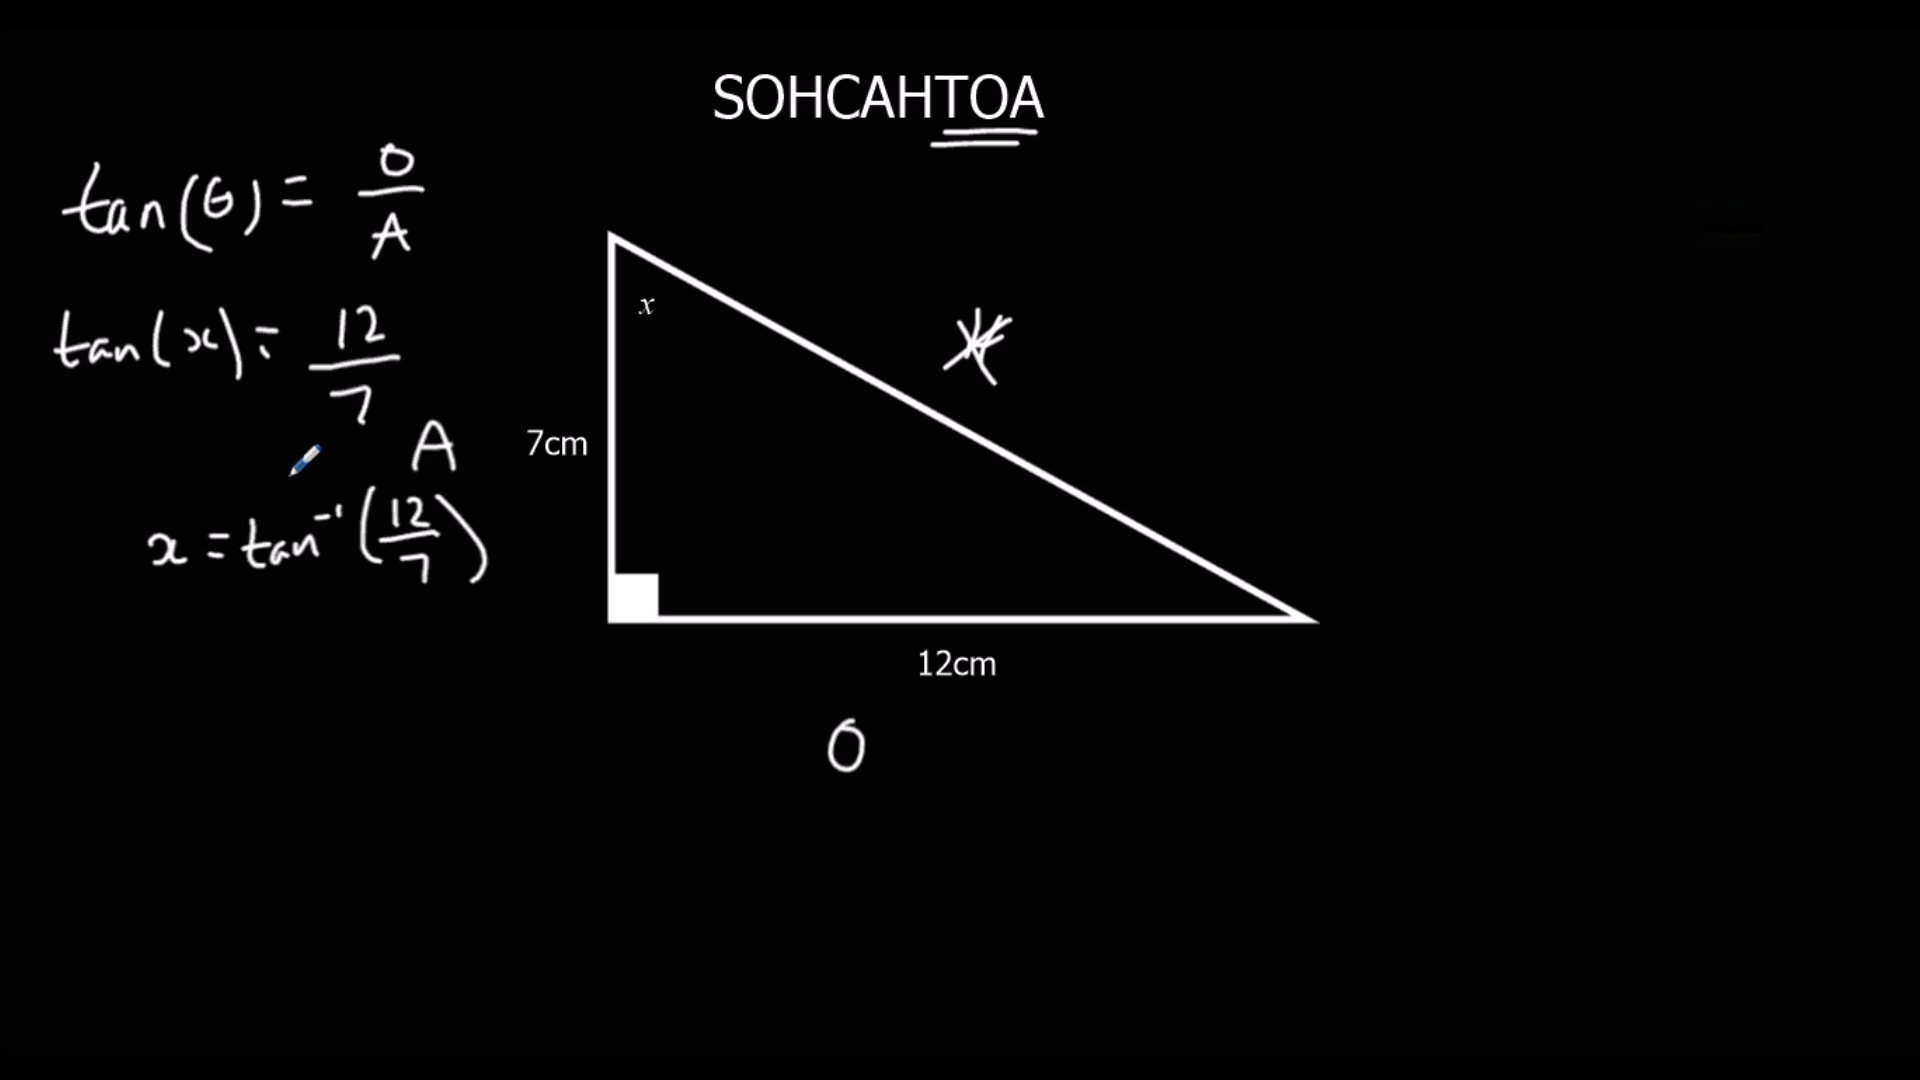 SOHCAHTOA
tan(θ) = O/A
tan(x) = 12/7
x
7cm
A
x = tan⁻¹(12/7)
12cm
O